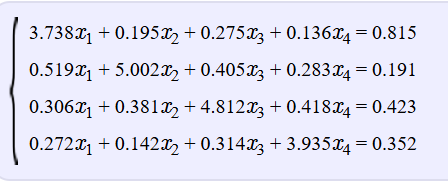 3.738x₁ + 0.195x₂ + 0.275x₃ + 0.136x₄ = 0.815
0.519x₁ + 5.002x₂ + 0.405x₃ + 0.283x₄ = 0.191
0.306x₁ + 0.381x₂ + 4.812x₃ + 0.418x₄ = 0.423
0.272x₁ + 0.142x₂ + 0.314x₃ + 3.935x₄ = 0.352